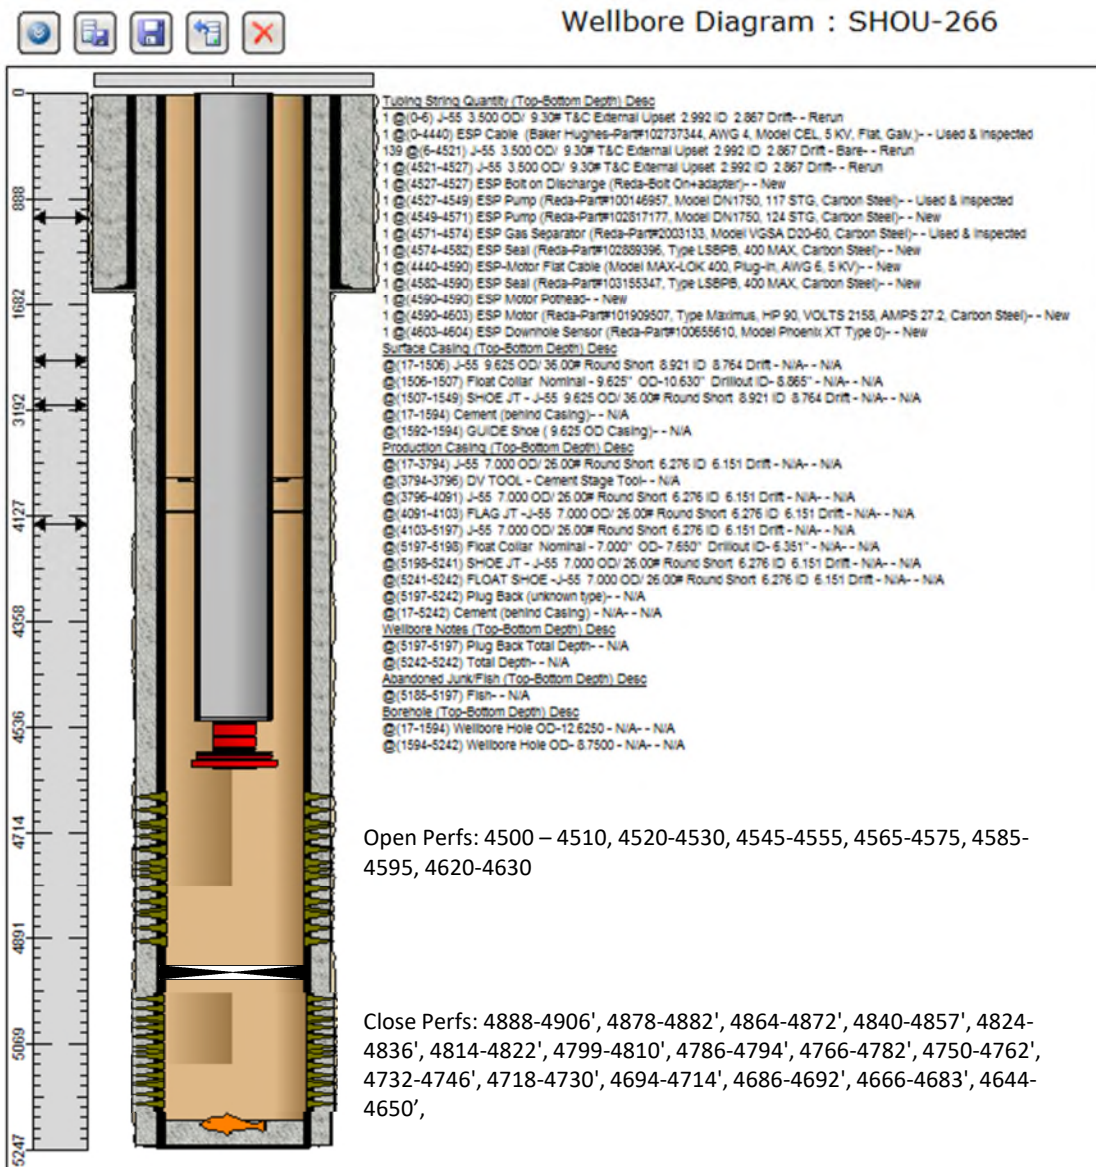 Wellbore Diagram : SHOU-266
Tubing String Quantity (Top-Bottom Depth) Desc
1 @(0-6) J-55 3.500 OD/ 9.30# T&C External Upset 2.992 ID 2.867 Drift- - Rerun
1 @(0-4440) ESP Cable (Baker Hughes-Part#102737344, AWG 4, Model CEL, 5 KV, Flat, Galv.)- - Used & Inspected
139 @(6-4521) J-55 3.500 OD/ 9.30# T&C External Upset 2.992 ID 2.867 Drift - Bare- - Rerun
1 @(4521-4527) J-55 3.500 OD/ 9.30# T&C External Upset 2.992 ID 2.867 Drift- - Rerun
1 @(4527-4527) ESP Bolt on Discharge (Reda-Bolt On+adapter)- - New
1 @(4527-4549) ESP Pump (Reda-Part#100146957, Model DN1750, 117 STG, Carbon Steel)- - Used & Inspected
1 @(4549-4571) ESP Pump (Reda-Part#102817177, Model DN1750, 124 STG, Carbon Steel)- - New
1 @(4571-4574) ESP Gas Separator (Reda-Part#2003133, Model VGSA D20-60, Carbon Steel)- - Used & Inspected
1 @(4574-4582) ESP Seal (Reda-Part#102889396, Type LSBPB, 400 MAX, Carbon Steel)- - New
1 @(4440-4590) ESP-Motor Flat Cable (Model MAX-LOK 400, Plug-in, AWG 6, 5 KV)- - New
1 @(4582-4590) ESP Seal (Reda-Part#103155347, Type LSBPB, 400 MAX, Carbon Steel)- - New
1 @(4590-4590) ESP Motor Pothead- - New
1 @(4590-4603) ESP Motor (Reda-Part#101909507, Type Maximus, HP 90, VOLTS 2158, AMPS 27.2, Carbon Steel)- - New
1 @(4603-4604) ESP Downhole Sensor (Reda-Part#100655610, Model Phoenix XT Type 0)- - New
Surface Casing (Top-Bottom Depth) Desc
@(17-1506) J-55 9.625 OD/ 36.00# Round Short 8.921 ID 8.764 Drift - N/A- - N/A
@(1506-1507) Float Collar Nominal - 9.625" OD-10.630" Drillout ID- 8.865" - N/A- - N/A
@(1507-1549) SHOE JT - J-55 9.625 OD/ 36.00# Round Short 8.921 ID 8.764 Drift - N/A- - N/A
@(17-1594) Cement (behind Casing)- - N/A
@(1592-1594) GUIDE Shoe ( 9.625 OD Casing)- - N/A
Production Casing (Top-Bottom Depth) Desc
@(17-3794) J-55 7.000 OD/ 26.00# Round Short 6.276 ID 6.151 Drift - N/A- - N/A
@(3794-3796) DV TOOL - Cement Stage Tool- - N/A
@(3796-4091) J-55 7.000 OD/ 26.00# Round Short 6.276 ID 6.151 Drift - N/A- - N/A
@(4091-4103) FLAG JT - J-55 7.000 OD/ 26.00# Round Short 6.276 ID 6.151 Drift - N/A- - N/A
@(4103-5197) J-55 7.000 OD/ 26.00# Round Short 6.276 ID 6.151 Drift - N/A- - N/A
@(5197-5198) Float Collar Nominal - 7.000" OD- 7.650" Drillout ID- 6.351" - N/A- - N/A
@(5198-5241) SHOE JT - J-55 7.000 OD/ 26.00# Round Short 6.276 ID 6.151 Drift - N/A- - N/A
@(5241-5242) FLOAT SHOE -J-55 7.000 OD/ 26.00# Round Short 6.276 ID 6.151 Drift - N/A- - N/A
@(5197-5242) Plug Back (unknown type)- - N/A
@(17-5242) Cement (behind Casing) - N/A- - N/A
Wellbore Notes (Top-Bottom Depth) Desc
@(5197-5197) Plug Back Total Depth- - N/A
@(5242-5242) Total Depth- - N/A
Abandoned Junk/Fish (Top-Bottom Depth) Desc
@(5185-5197) Fish- - N/A
Borehole (Top-Bottom Depth) Desc
@(17-1594) Wellbore Hole OD-12.6250 - N/A- - N/A
@(1594-5242) Wellbore Hole OD- 8.7500 - N/A- - N/A
0
888
1682
3192
4127
4358
4536
4714
4891
5069
5247
Open Perfs: 4500 – 4510, 4520-4530, 4545-4555, 4565-4575, 4585-
4595, 4620-4630
Close Perfs: 4888-4906', 4878-4882', 4864-4872', 4840-4857', 4824-
4836', 4814-4822', 4799-4810', 4786-4794', 4766-4782', 4750-4762',
4732-4746', 4718-4730', 4694-4714', 4686-4692', 4666-4683', 4644-
4650’,